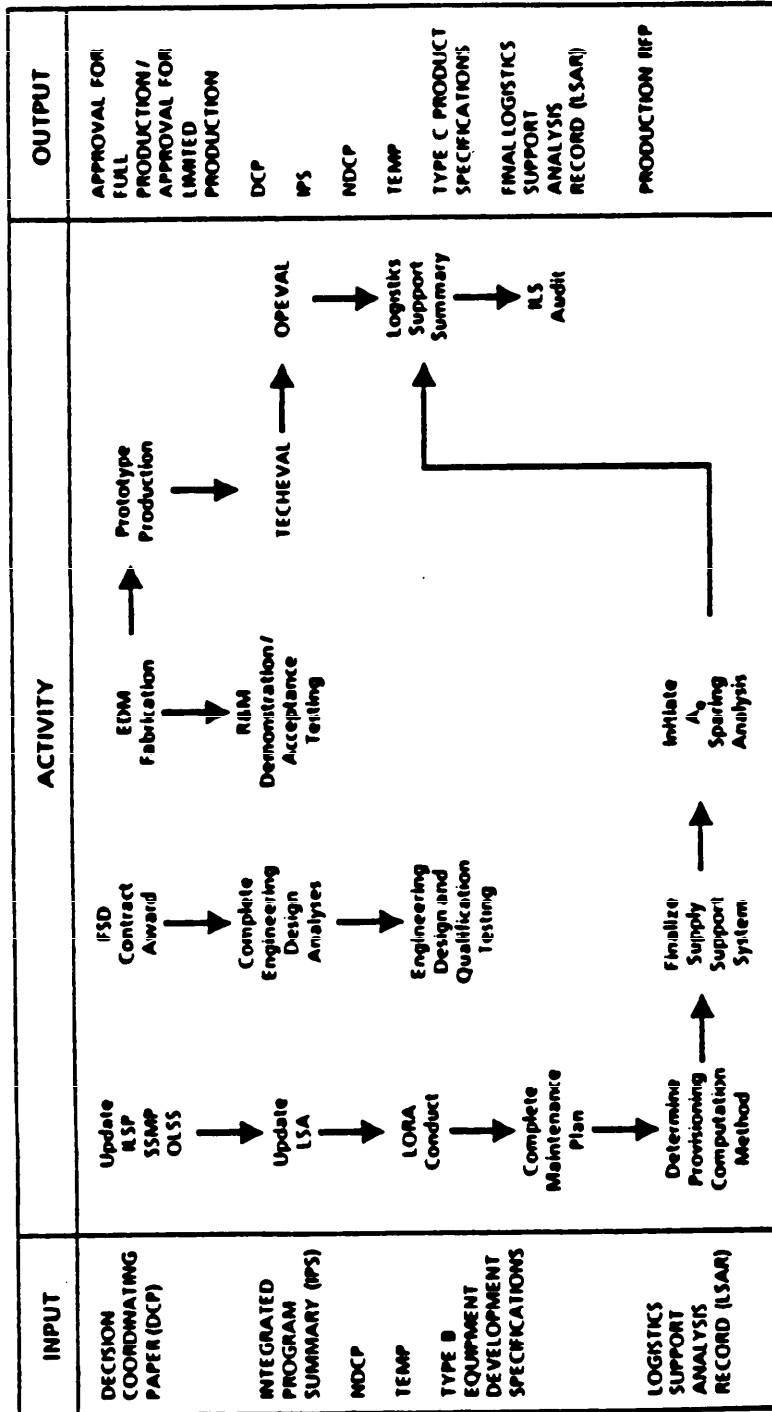 INPUT
ACTIVITY
OUTPUT
DECISION
COORDINATING
PAPER (DCP)
INTEGRATED
PROGRAM
SUMMARY (IPS)
NDCP
TEMP
TYPE B
EQUIPMENT
DEVELOPMENT
SPECIFICATIONS
LOGISTICS
SUPPORT
ANALYSIS
RECORD (LSAR)
Update
ILSP
SSMP
OLSS
Update
LSA
LORA
Conduct
Complete
Maintenance
Plan
Determine
Provisioning
Computation
Method
FSD
Contract
Award
Complete
Engineering
Design
Analyses
Engineering
Design and
Qualification
Testing
Finalize
Supply
Support
System
EDM
Fabrication
R&M
Demonstration/
Acceptance
Testing
Initiate
Ao
Sparing
Analysis
Prototype
Production
TECHEVAL
OPEVAL
Logistics
Support
Summary
ILS
Audit
APPROVAL FOR
FULL
PRODUCTION/
APPROVAL FOR
LIMITED
PRODUCTION
DCP
IPS
NDCP
TEMP
TYPE C PRODUCT
SPECIFICATIONS
FINAL LOGISTICS
SUPPORT
ANALYSIS
RECORD (LSAR)
PRODUCTION RFP